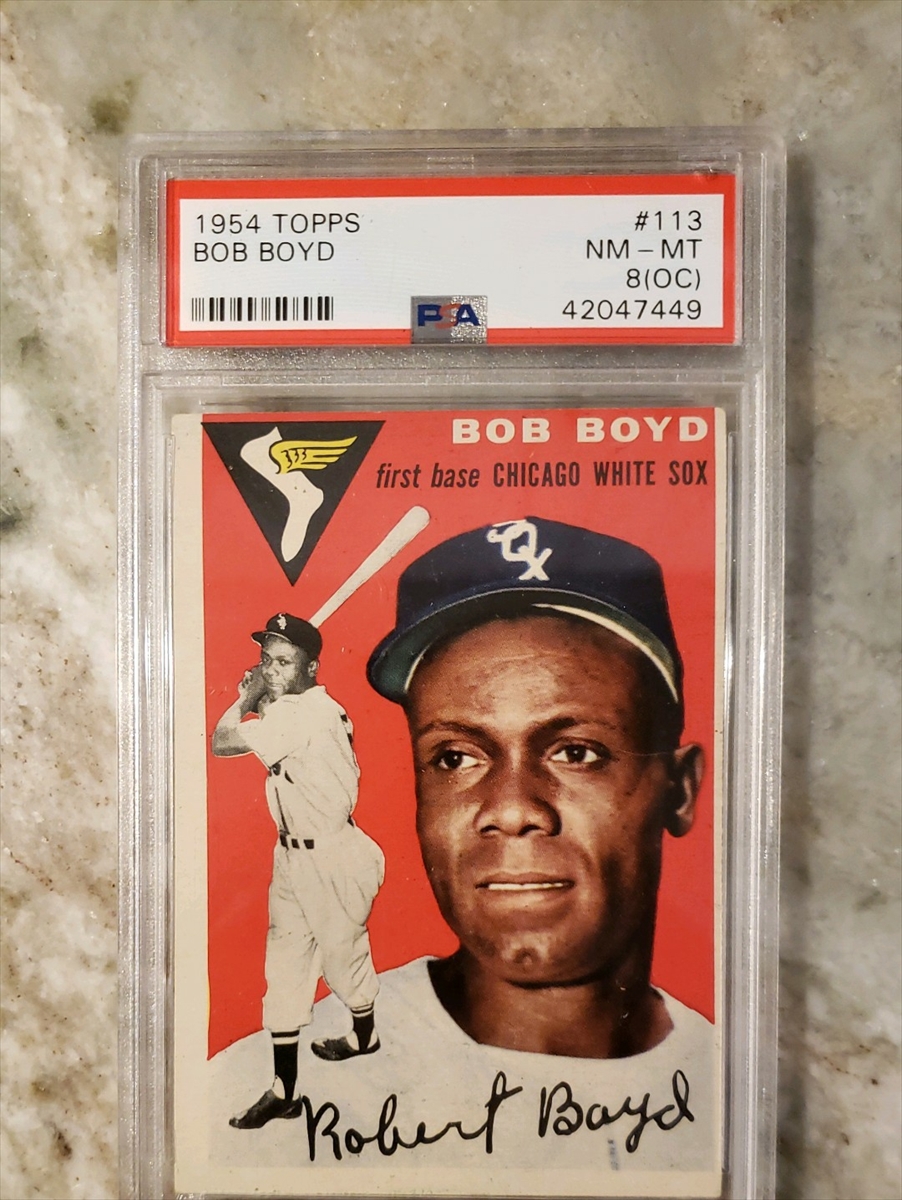 1954 TOPPS #113
BOB BOYD NM - MT
8(OC)
PSA 42047449
BOB BOYD
first base CHICAGO WHITE SOX
SOX
Robert Boyd